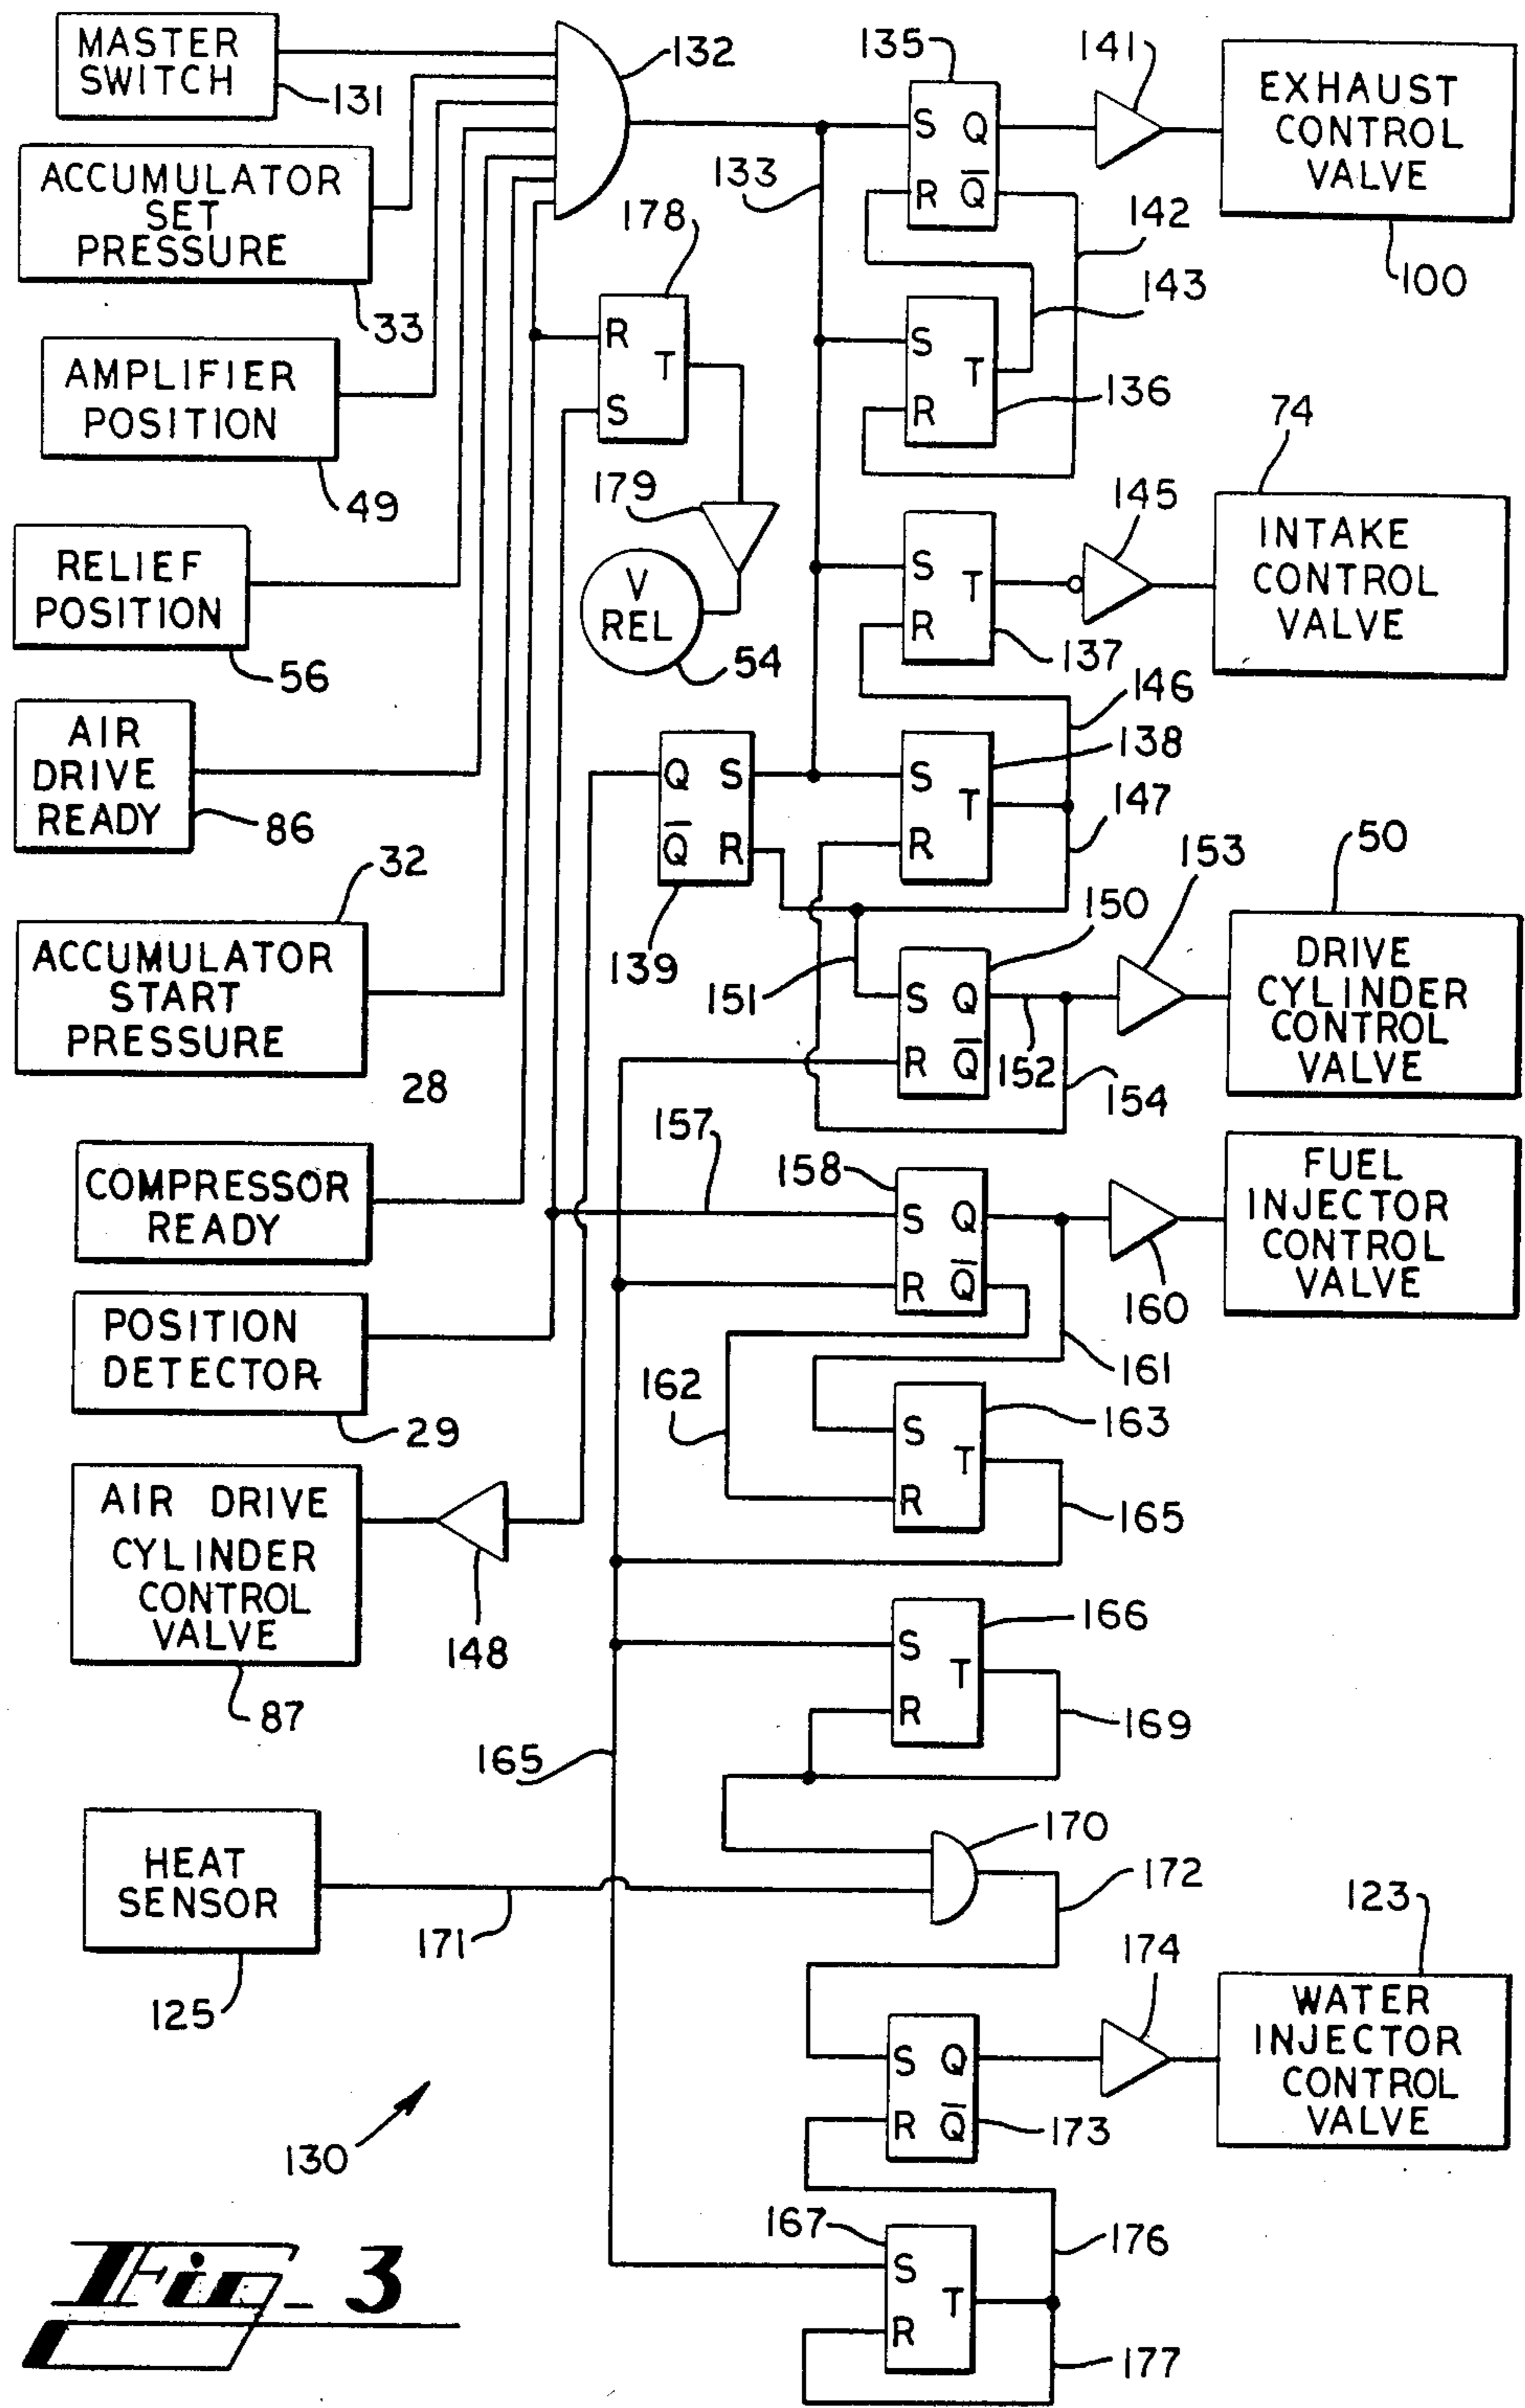 MASTER
SWITCH
131
132
ACCUMULATOR
SET
PRESSURE
33
AMPLIFIER
POSITION
49
RELIEF
POSITION
56
AIR
DRIVE
READY
86
32
ACCUMULATOR
START
PRESSURE
28
COMPRESSOR
READY
POSITION
DETECTOR
29
AIR DRIVE
CYLINDER
CONTROL
VALVE
87
148
HEAT
SENSOR
125
171
130
Fig. 3
133
178
R
T
S
179
V
REL
54
Q S
Q̅ R
139
135
S Q
R Q̅
141
EXHAUST
CONTROL
VALVE
100
142
143
S
T
R
136
74
145
INTAKE
CONTROL
VALVE
S
T
R
137
146
138
S
T
R
147
150
151
S Q
R Q̅
152
153
154
50
DRIVE
CYLINDER
CONTROL
VALVE
157
158
S Q
R Q̅
160
FUEL
INJECTOR
CONTROL
VALVE
161
162
163
S
T
R
165
166
S
T
R
169
165
170
172
123
174
WATER
INJECTOR
CONTROL
VALVE
S Q
R Q̅
173
167
S
T
R
176
177